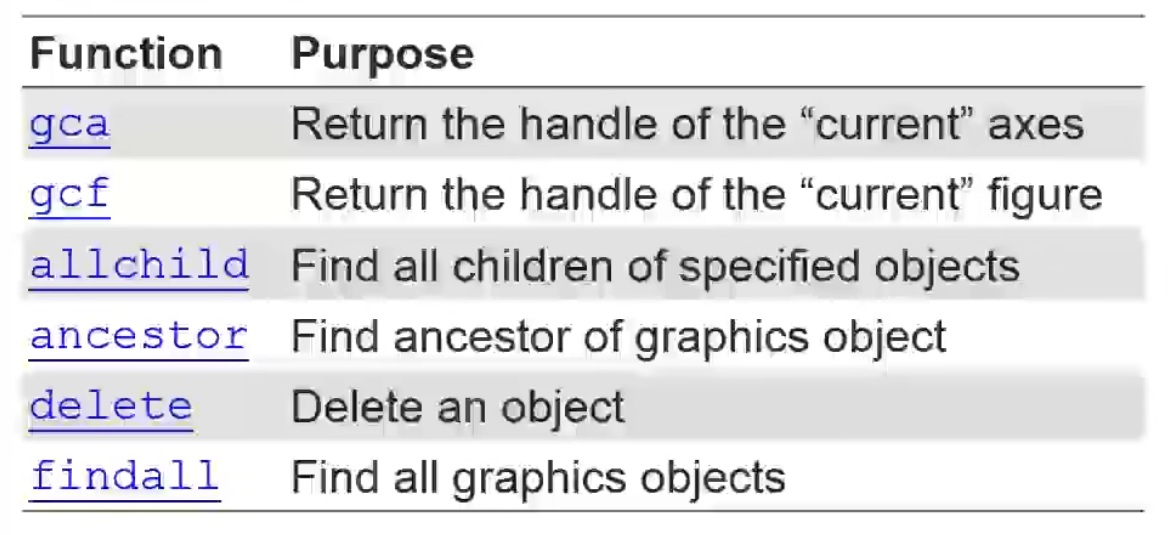 Function Purpose
gca Return the handle of the “current” axes
gcf Return the handle of the “current” figure
allchild Find all children of specified objects
ancestor Find ancestor of graphics object
delete Delete an object
findall Find all graphics objects